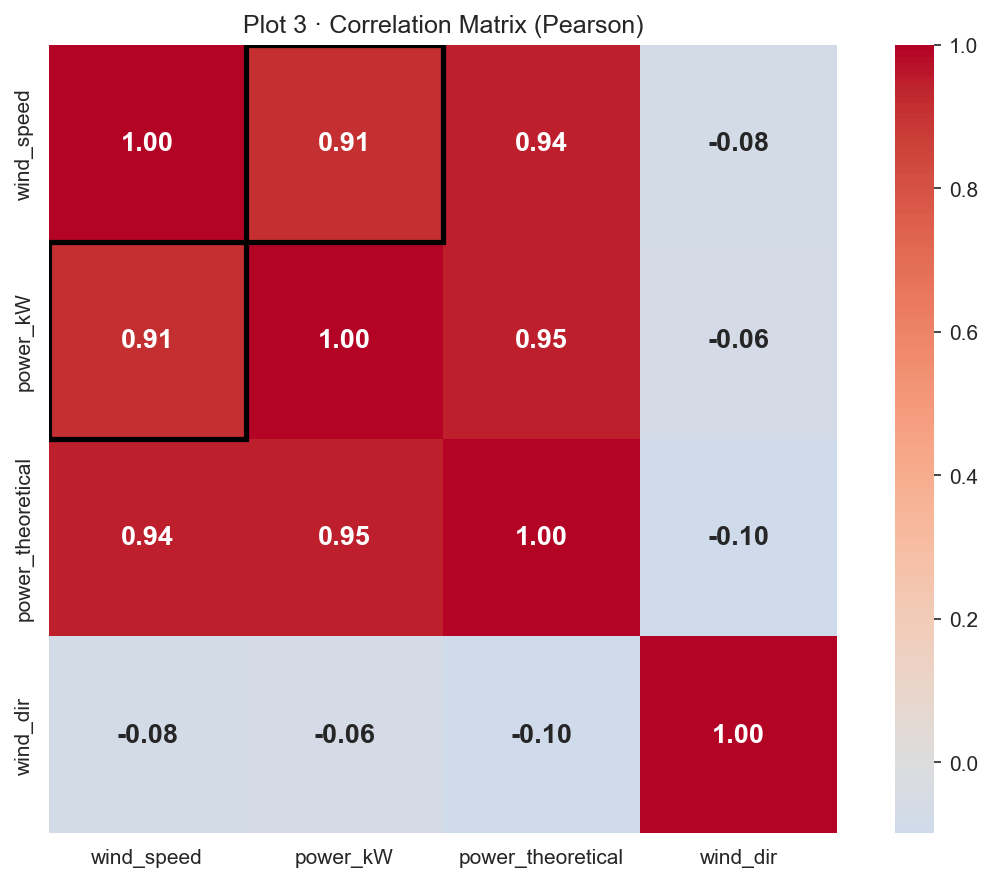 Plot 3 · Correlation Matrix (Pearson)
wind_speed
1.00
0.91
0.94
-0.08
power_kW
0.91
1.00
0.95
-0.06
power_theoretical
0.94
0.95
1.00
-0.10
wind_dir
-0.08
-0.06
-0.10
1.00
wind_speed
power_kW
power_theoretical
wind_dir
1.0
0.8
0.6
0.4
0.2
0.0